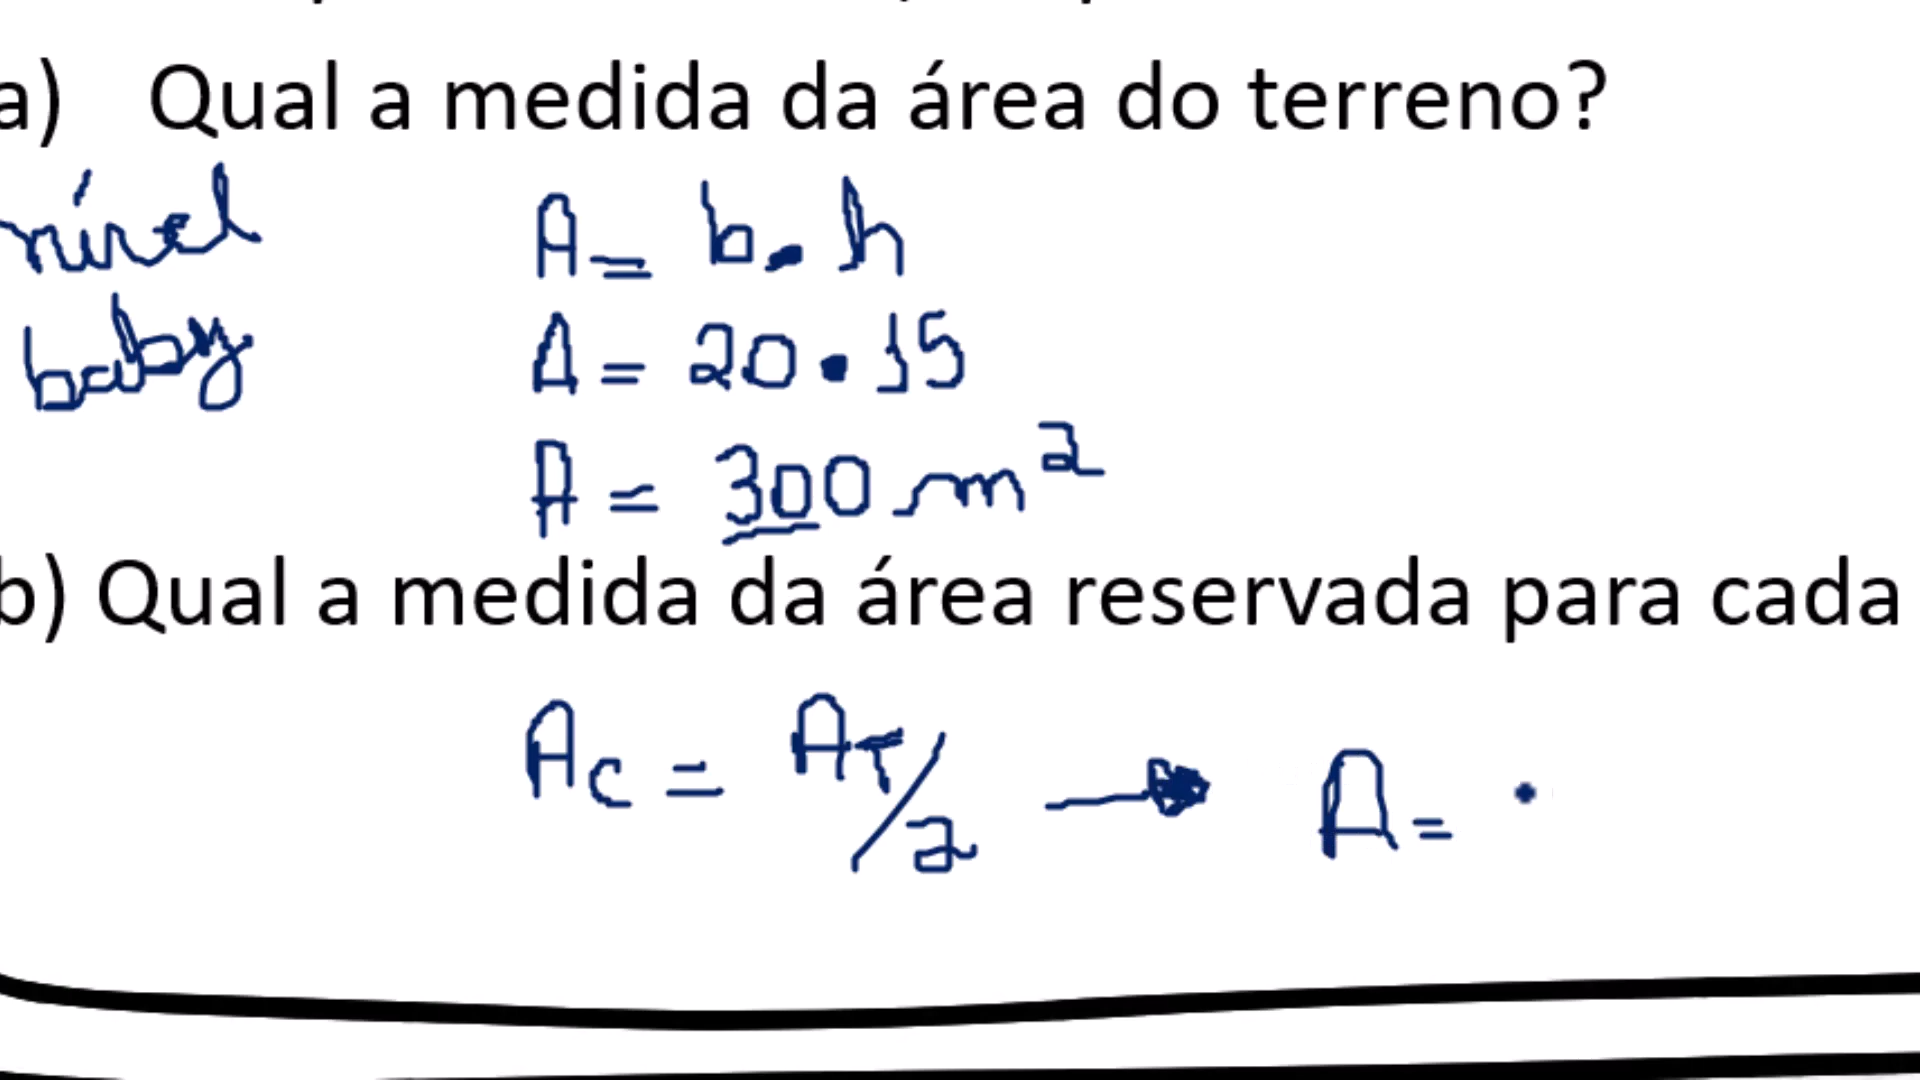 a) Qual a medida da área do terreno?
nível
baby
A = b . h
A = 20 . 15
A = 300 m²
b) Qual a medida da área reservada para cada
Ac = AT/2 → A = .